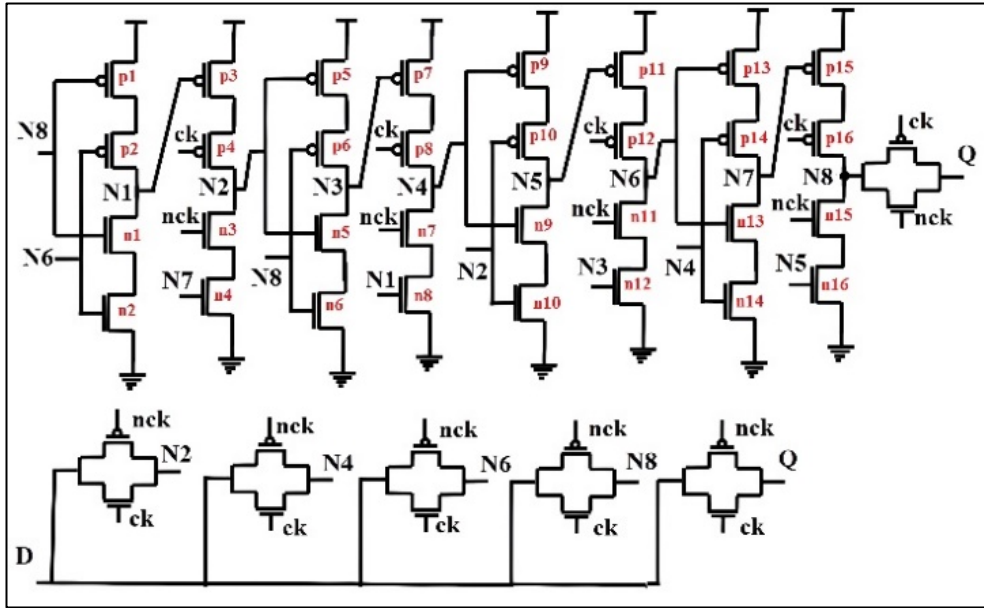 p1 p3 p5 p7 p9 p11 p13 p15
N8 p2 ck p4 p6 ck p8 p10 ck p12 p14 ck p16 ck Q
N1 N2 N3 N4 N5 N6 N7 N8
n1 nck n3 n5 nck n7 n9 nck n11 n13 nck n15 nck
N6 N7 N8 N1 N2 N3 N4 N5
n2 n4 n6 n8 n10 n12 n14 n16
nck nck nck nck nck
N2 N4 N6 N8 Q
ck ck ck ck ck
D